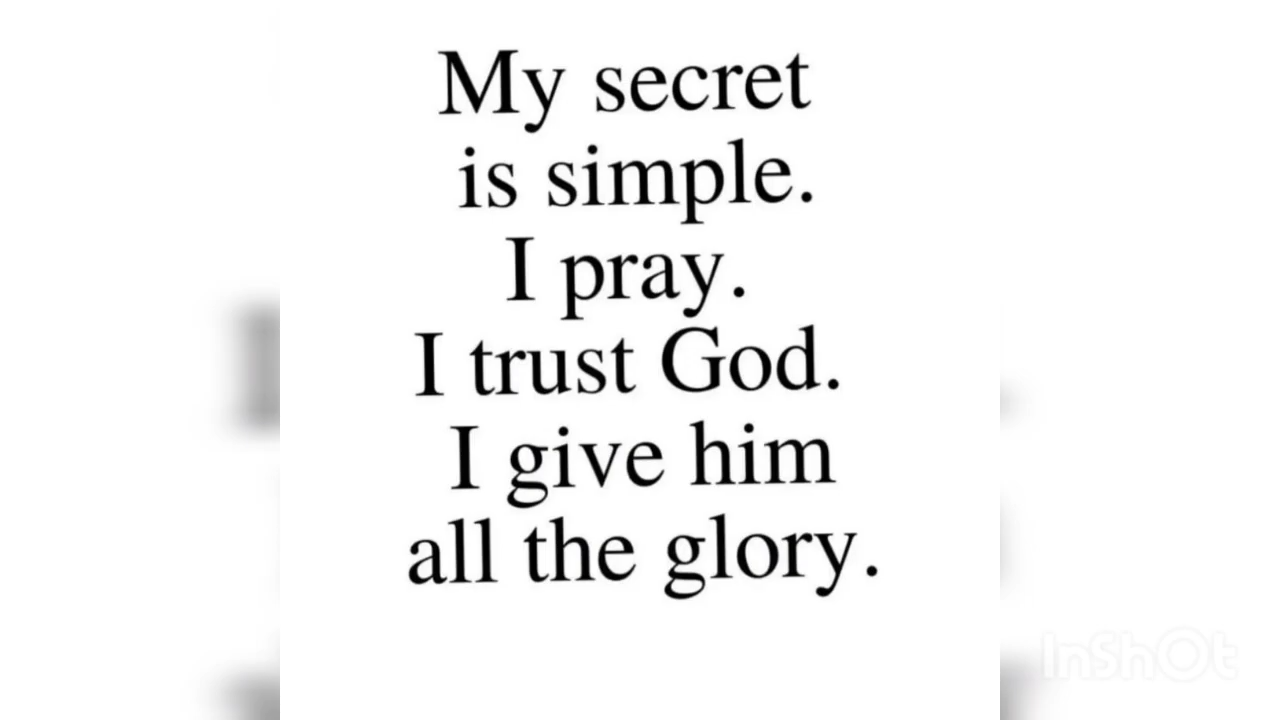 My secret
is simple.
I pray.
I trust God.
I give him
all the glory.
InShOt